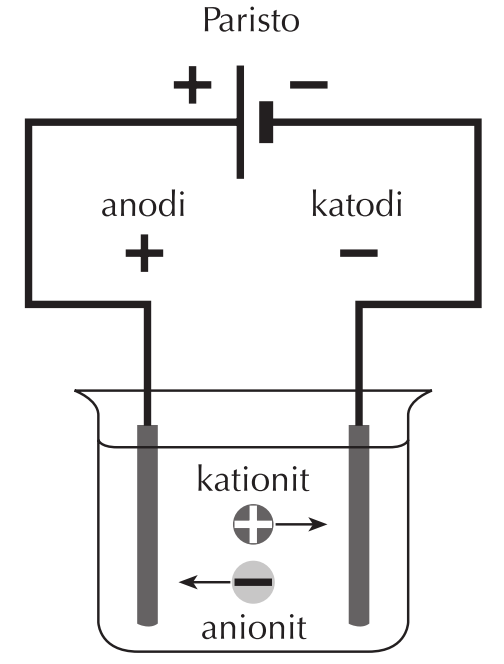 Paristo
+ −
anodi katodi
+ −
kationit
+
−
anionit